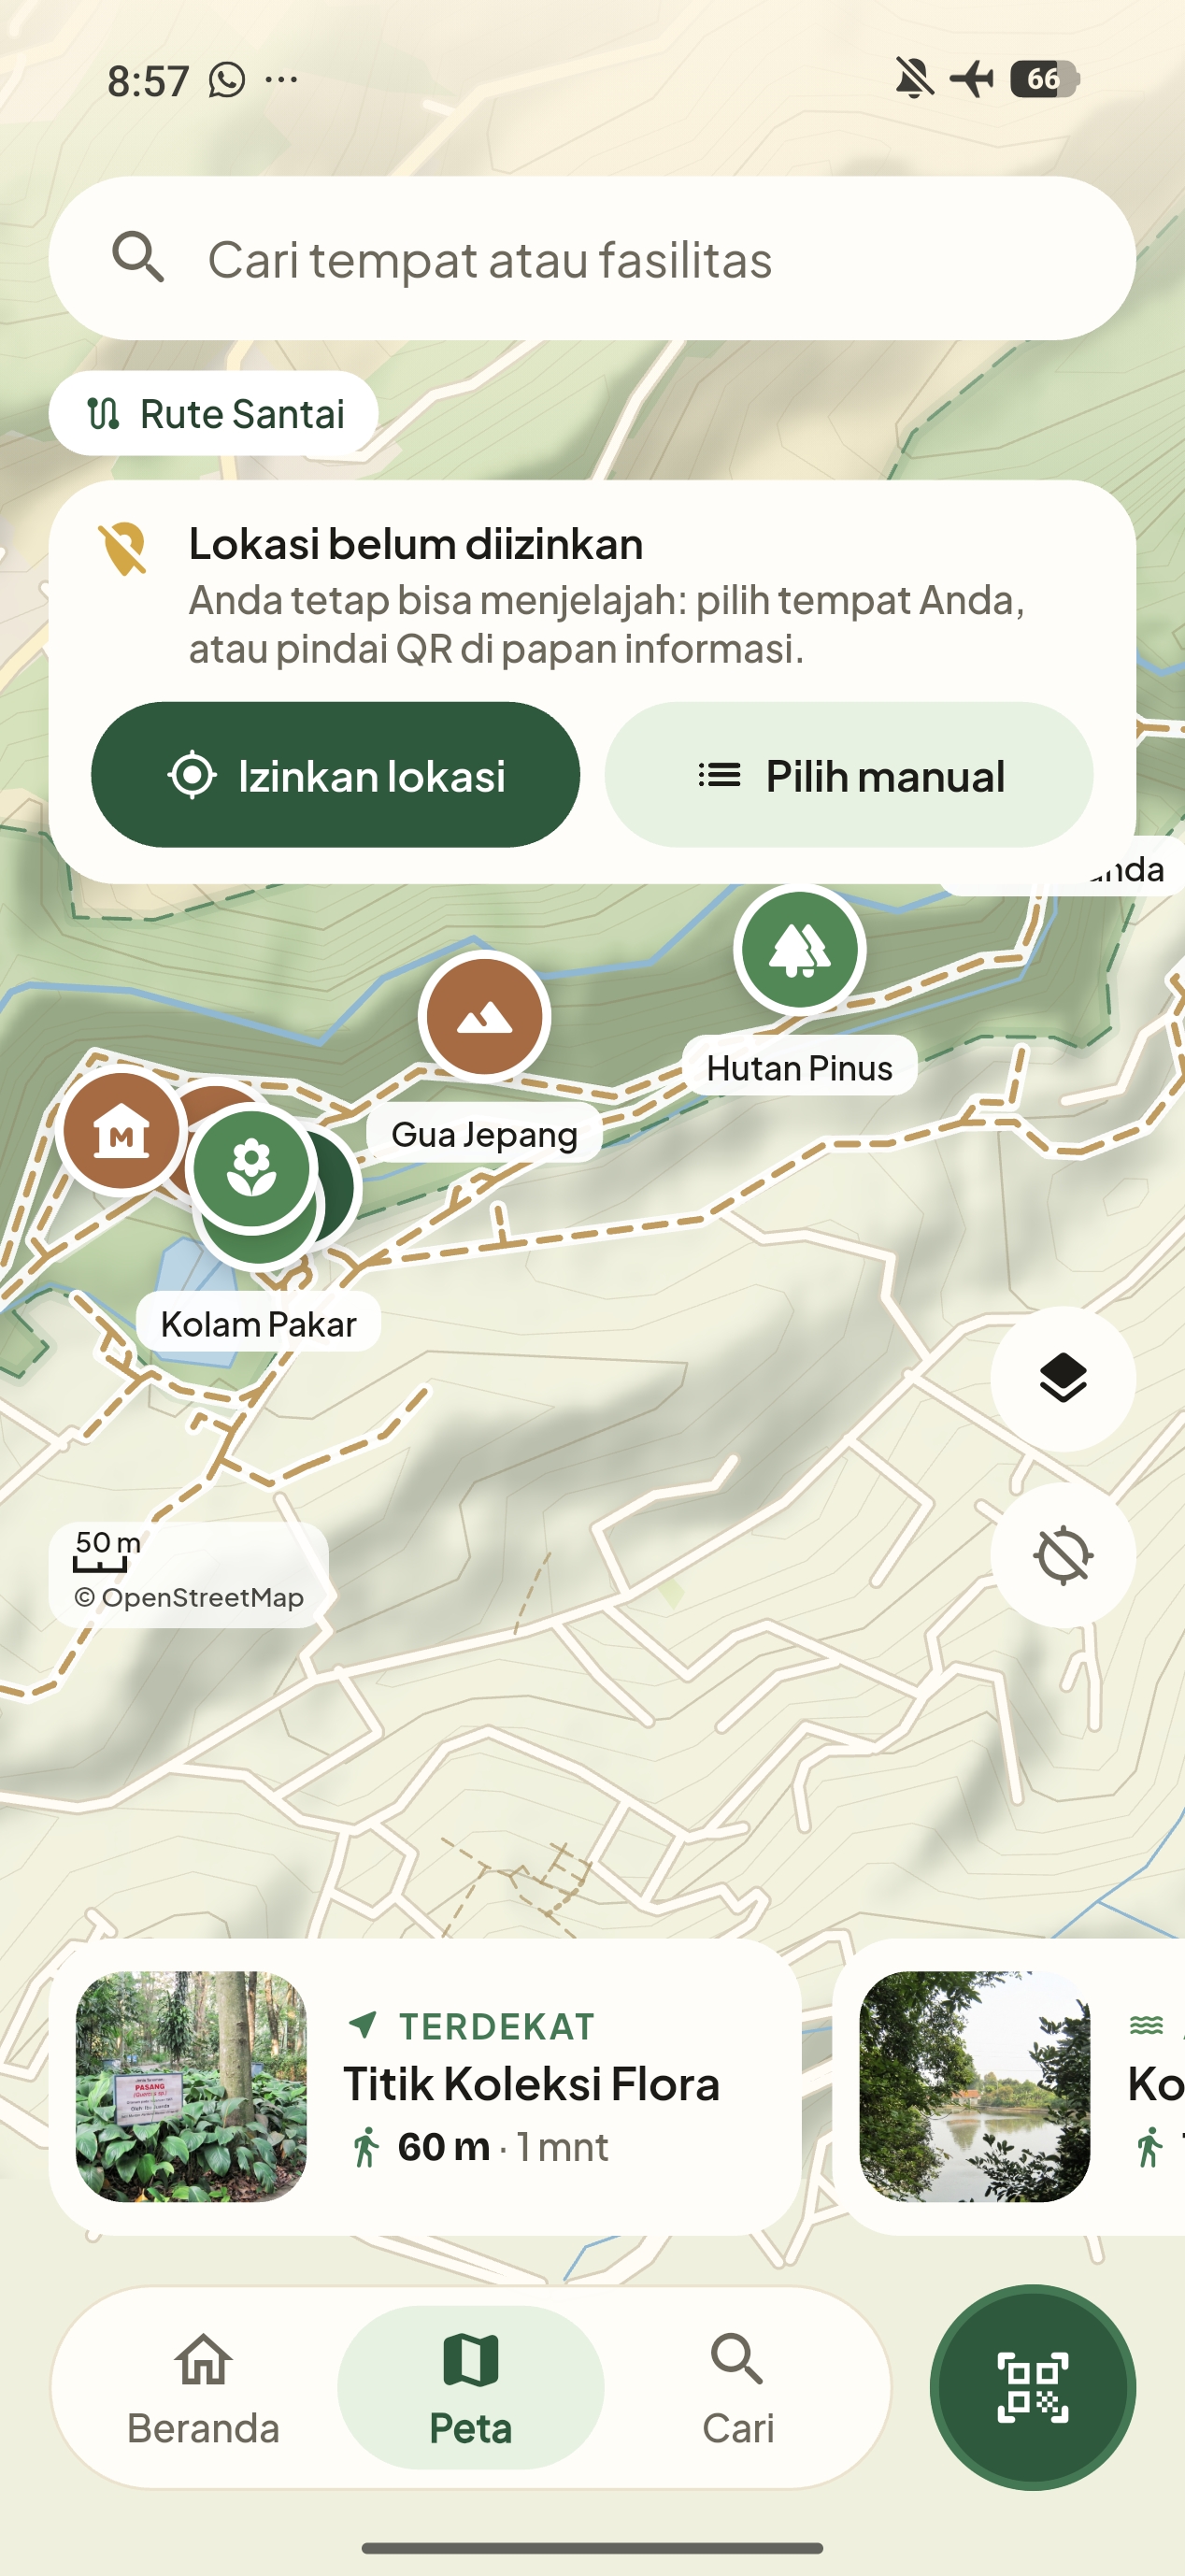 8:57
66
Cari tempat atau fasilitas
Rute Santai
Lokasi belum diizinkan
Anda tetap bisa menjelajah: pilih tempat Anda,
atau pindai QR di papan informasi.
Izinkan lokasi
Pilih manual
Hutan Pinus
Gua Jepang
M
Kolam Pakar
50 m
© OpenStreetMap
PASANG
TERDEKAT
Titik Koleksi Flora
60 m · 1 mnt
Ko
Beranda
Peta
Cari